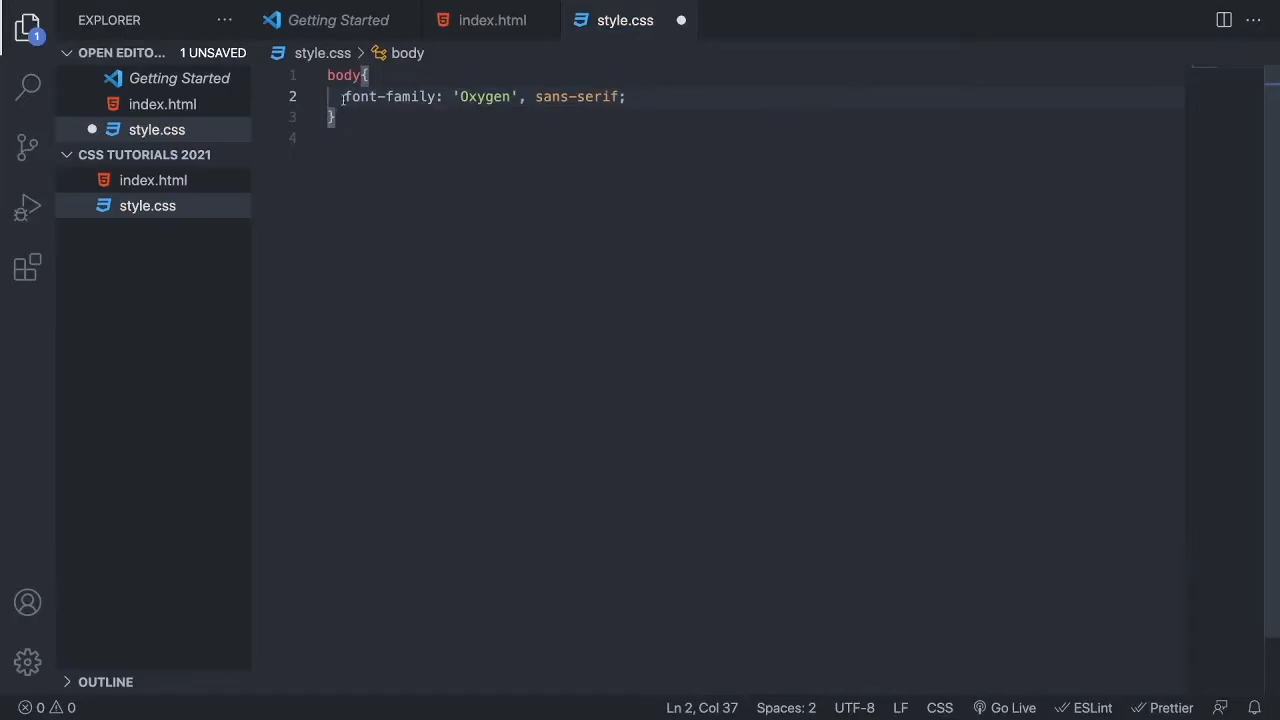 EXPLORER
Getting Started
index.html
style.css
1
OPEN EDITO... 1 UNSAVED
Getting Started
index.html
style.css
CSS TUTORIALS 2021
index.html
style.css
OUTLINE
style.css > body
1 body{
2 font-family: 'Oxygen', sans-serif;
3 }
4
0 0
Ln 2, Col 37 Spaces: 2 UTF-8 LF CSS Go Live ESLint Prettier